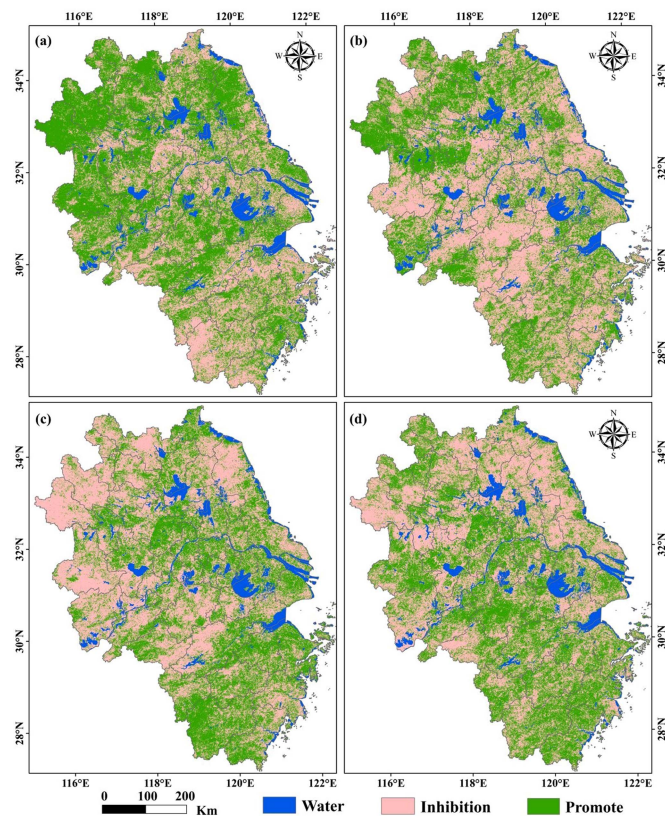 116°E 118°E 120°E 122°E 116°E 118°E 120°E 122°E
(a) N W E S (b) N W E S
34°N 34°N
32°N 32°N
30°N 30°N
28°N 28°N
(c) (d) N W E S
34°N 34°N
32°N 32°N
30°N 30°N
28°N 28°N
116°E 118°E 120°E 122°E 116°E 118°E 120°E 122°E
0 100 200
Km
Water Inhibition Promote